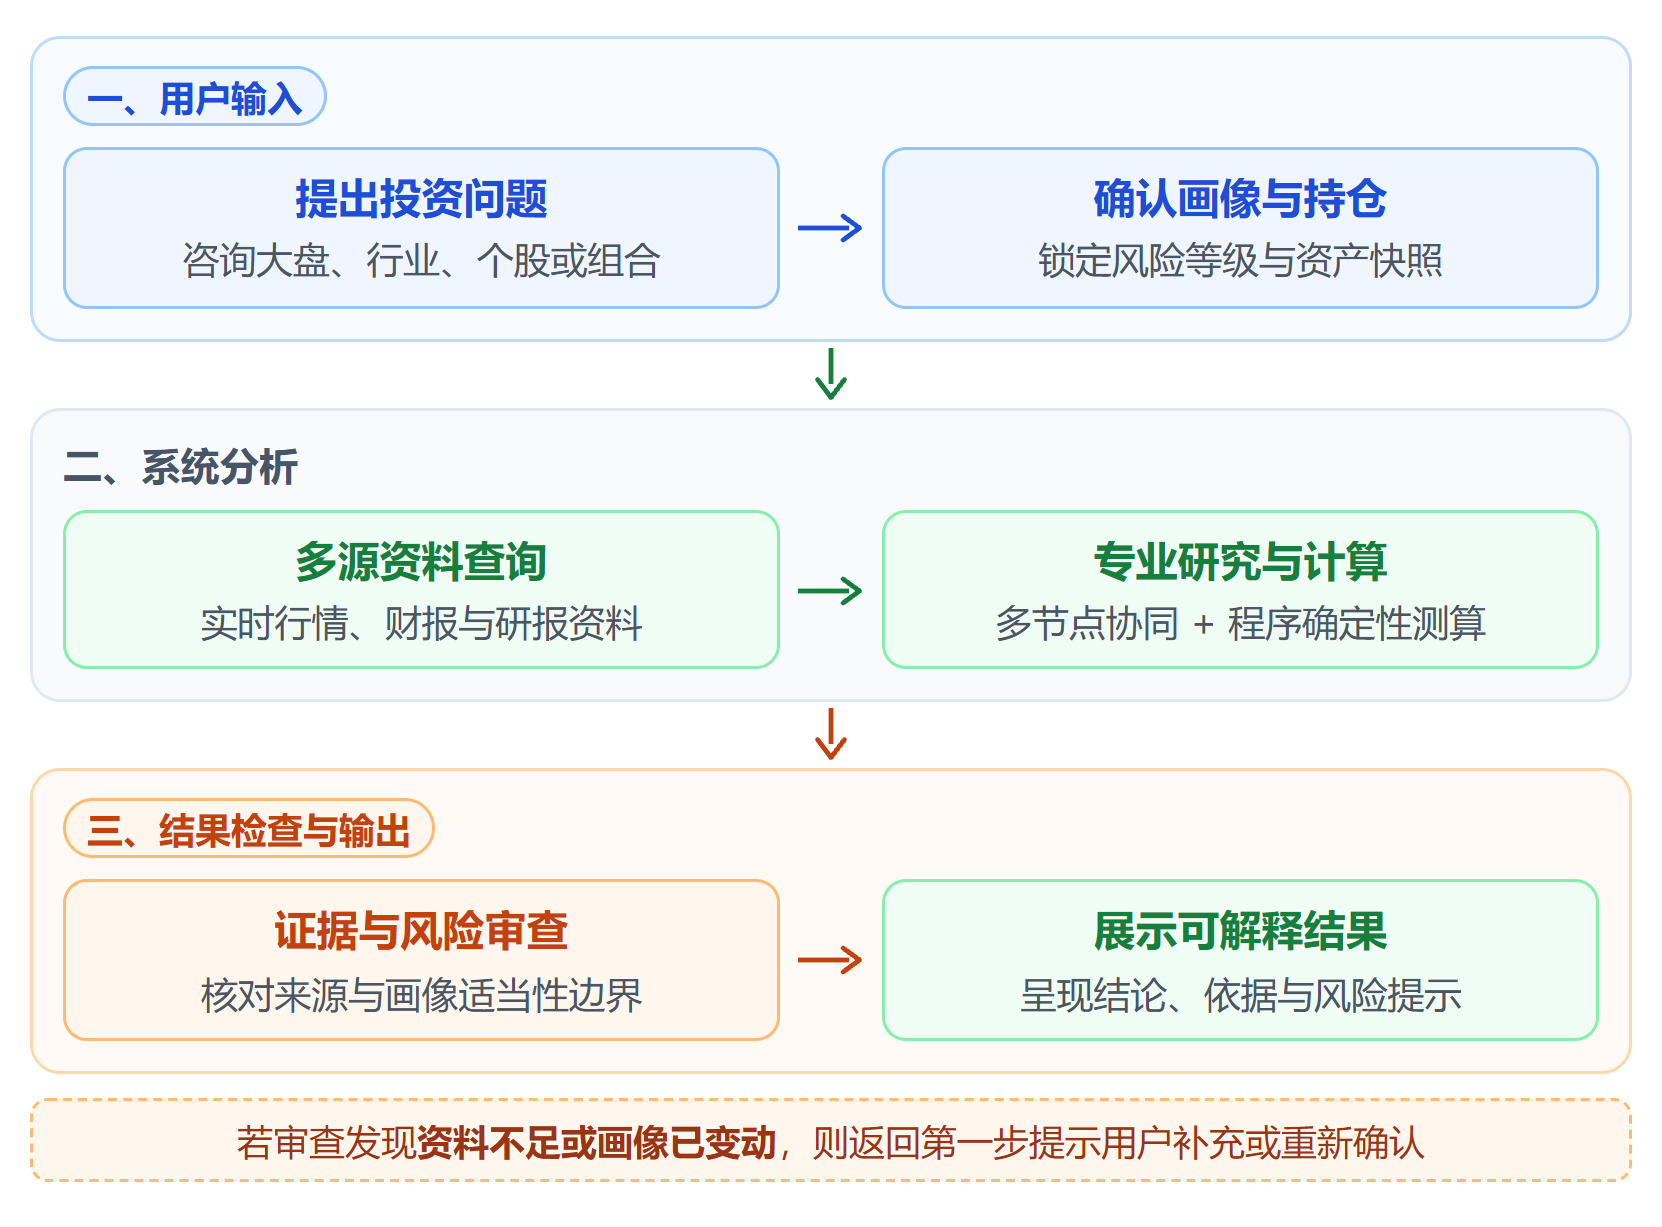 一、用户输入
提出投资问题
咨询大盘、行业、个股或组合
确认画像与持仓
锁定风险等级与资产快照
二、系统分析
多源资料查询
实时行情、财报与研报资料
专业研究与计算
多节点协同 + 程序确定性测算
三、结果检查与输出
证据与风险审查
核对来源与画像适当性边界
展示可解释结果
呈现结论、依据与风险提示
若审查发现资料不足或画像已变动，则返回第一步提示用户补充或重新确认